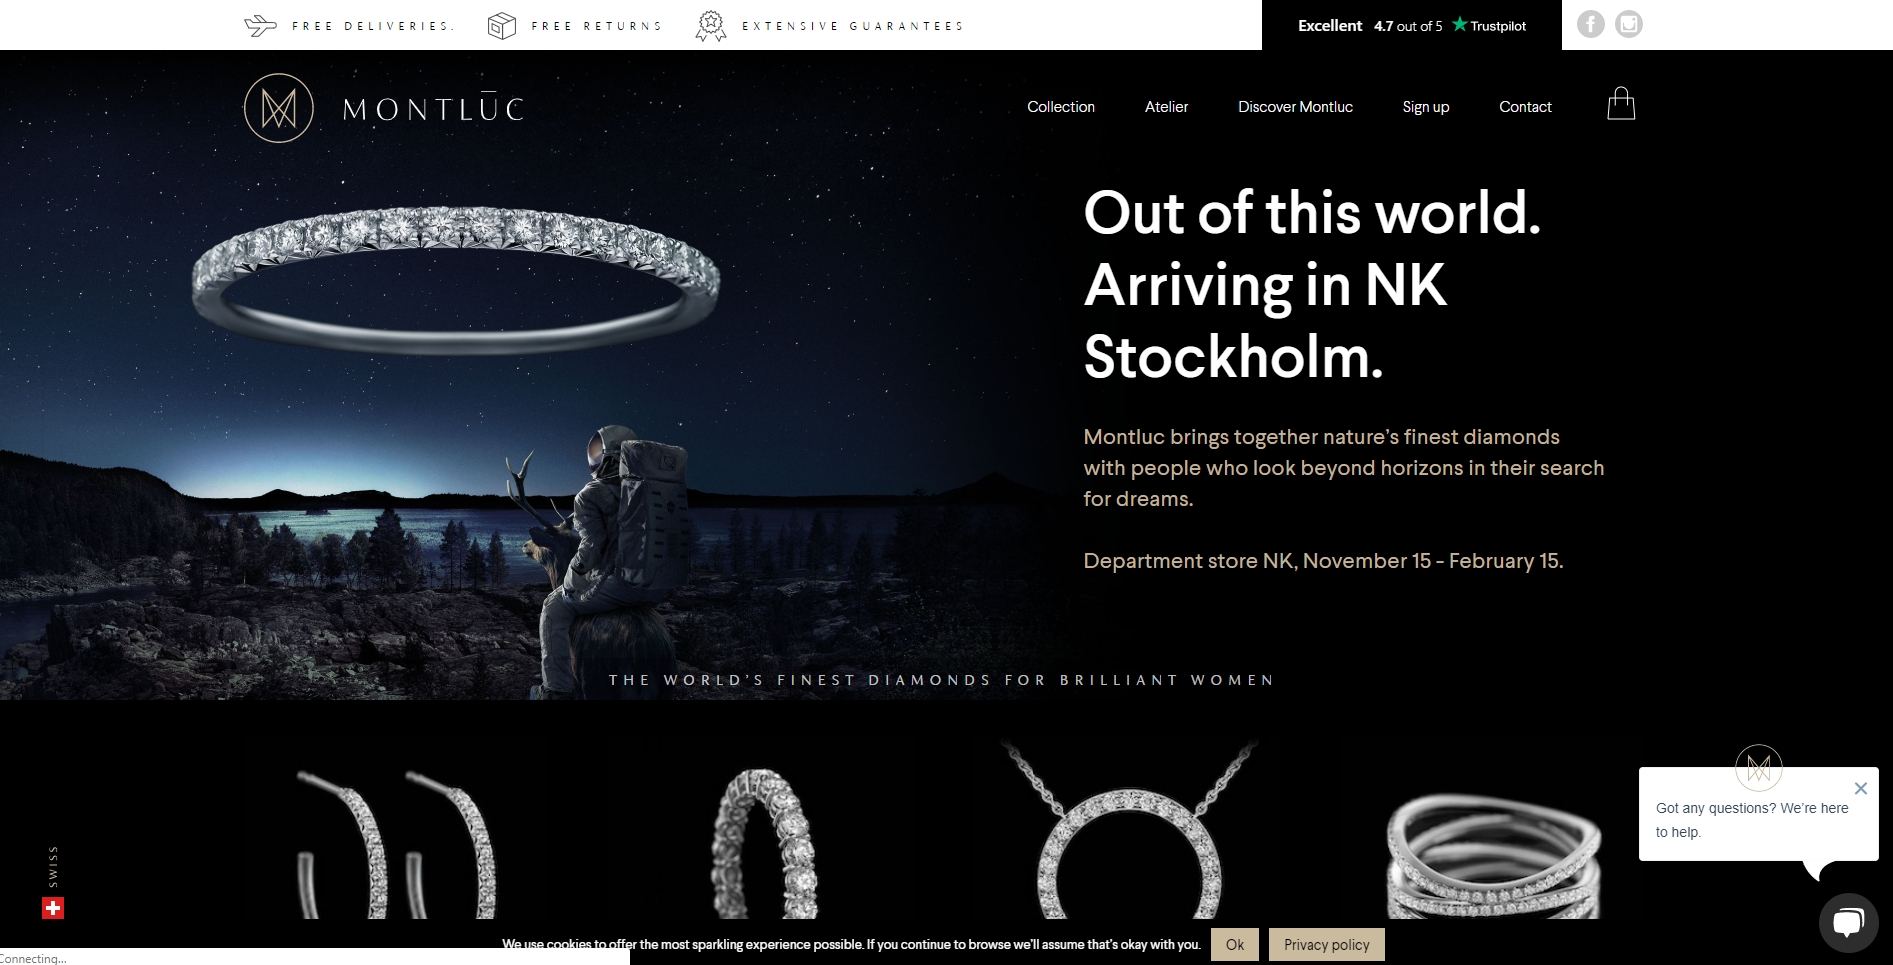 FREE DELIVERIES.
FREE RETURNS
EXTENSIVE GUARANTEES
Excellent 4.7 out of 5 Trustpilot
MONTLŪC
Collection
Atelier
Discover Montluc
Sign up
Contact
Out of this world.
Arriving in NK
Stockholm.
Montluc brings together nature’s finest diamonds
with people who look beyond horizons in their search
for dreams.
Department store NK, November 15 - February 15.
THE WORLD’S FINEST DIAMONDS FOR BRILLIANT WOMEN
Got any questions? We’re here
to help.
SWISS
We use cookies to offer the most sparkling experience possible. If you continue to browse we’ll assume that’s okay with you.
Ok
Privacy policy
Connecting...